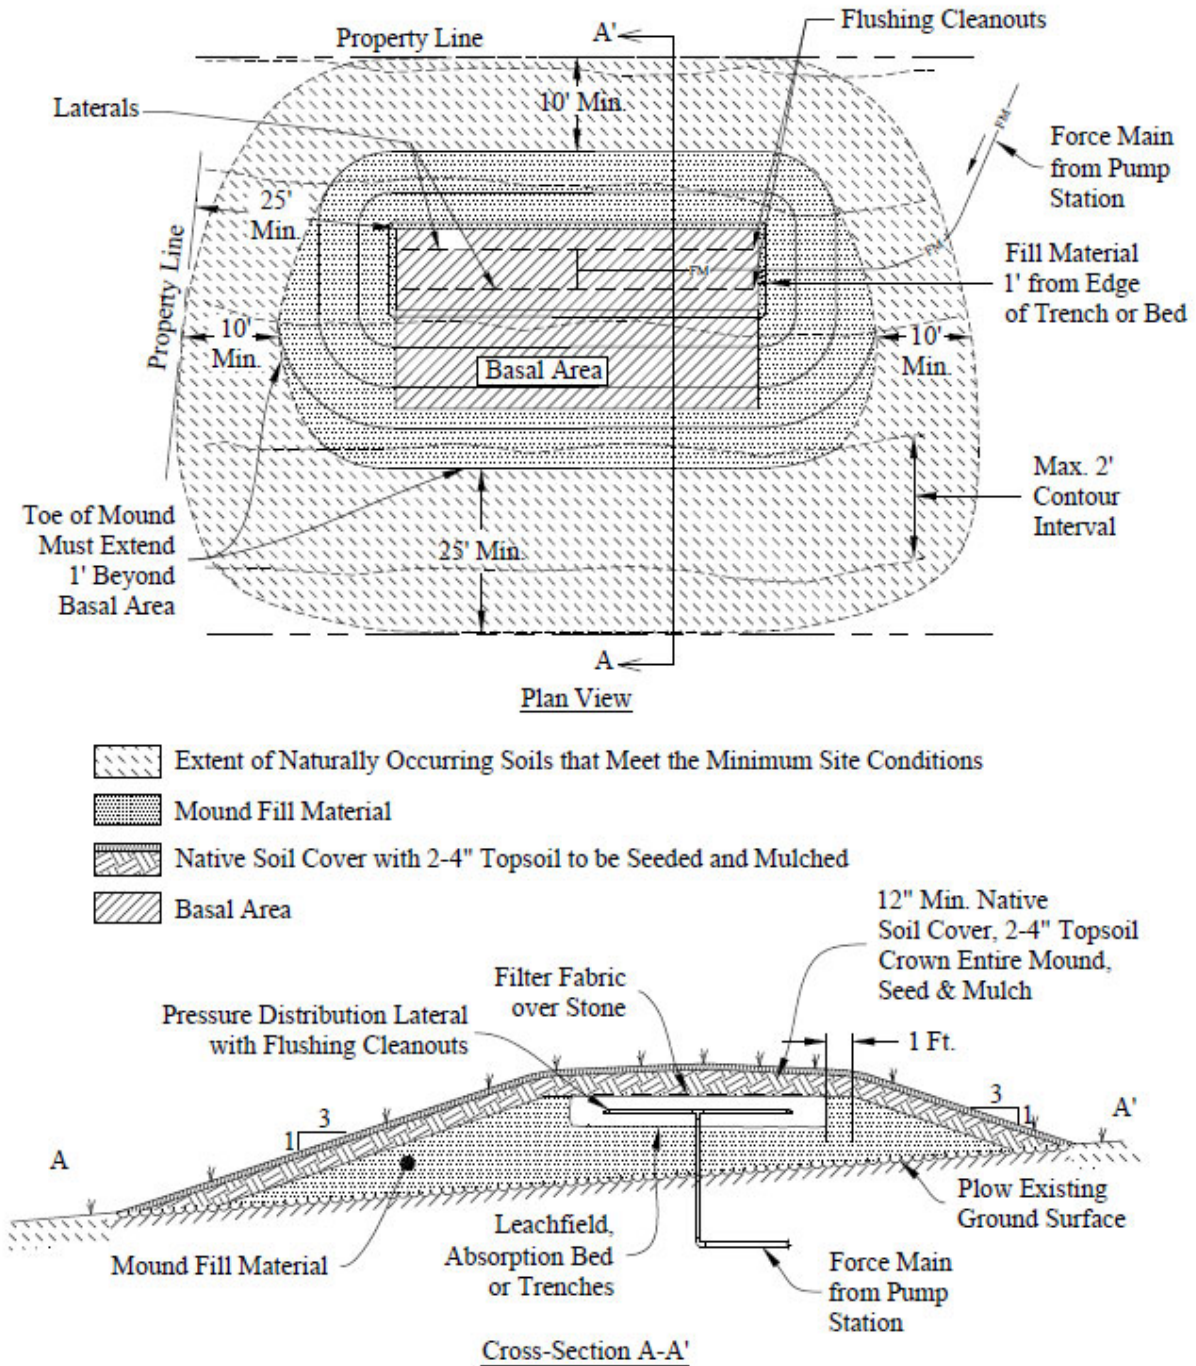 Property Line
A'
Flushing Cleanouts
Laterals
10' Min.
FM
Force Main
from Pump
Station
25'
Min.
Property Line
FM
FM
Fill Material
1' from Edge
of Trench or Bed
10'
Min.
Basal Area
10'
Min.
Max. 2'
Contour
Interval
Toe of Mound
Must Extend
1' Beyond
Basal Area
25' Min.
A
Plan View
Extent of Naturally Occurring Soils that Meet the Minimum Site Conditions
Mound Fill Material
Native Soil Cover with 2-4" Topsoil to be Seeded and Mulched
Basal Area
12" Min. Native
Soil Cover, 2-4" Topsoil
Crown Entire Mound,
Seed & Mulch
Filter Fabric
over Stone
Pressure Distribution Lateral
with Flushing Cleanouts
1 Ft.
3
1
3
1
A'
A
Plow Existing
Ground Surface
Leachfield,
Absorption Bed
or Trenches
Mound Fill Material
Force Main
from Pump
Station
Cross-Section A-A'